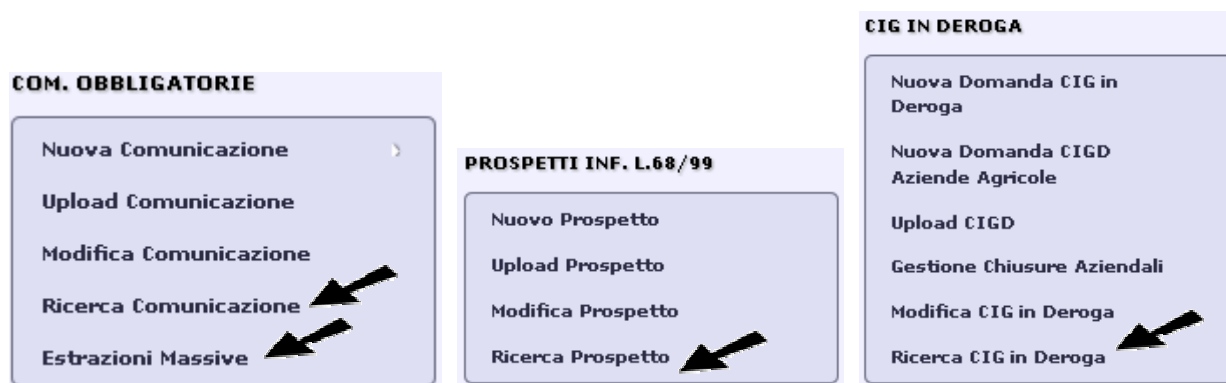 COM. OBBLIGATORIE
Nuova Comunicazione
Upload Comunicazione
Modifica Comunicazione
Ricerca Comunicazione
Estrazioni Massive
PROSPETTI INF. L.68/99
Nuovo Prospetto
Upload Prospetto
Modifica Prospetto
Ricerca Prospetto
CIG IN DEROGA
Nuova Domanda CIG in
Deroga
Nuova Domanda CIGD
Aziende Agricole
Upload CIGD
Gestione Chiusure Aziendali
Modifica CIG in Deroga
Ricerca CIG in Deroga